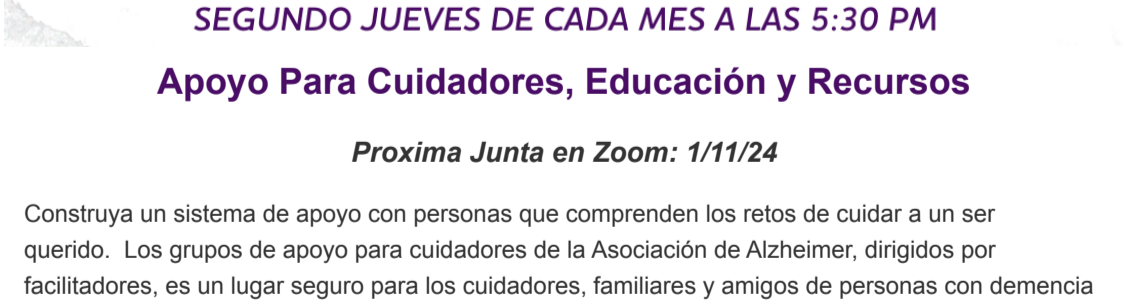 SEGUNDO JUEVES DE CADA MES A LAS 5:30 PM
Apoyo Para Cuidadores, Educación y Recursos
Proxima Junta en Zoom: 1/11/24
Construya un sistema de apoyo con personas que comprenden los retos de cuidar a un ser
querido.  Los grupos de apoyo para cuidadores de la Asociación de Alzheimer, dirigidos por
facilitadores, es un lugar seguro para los cuidadores, familiares y amigos de personas con demencia